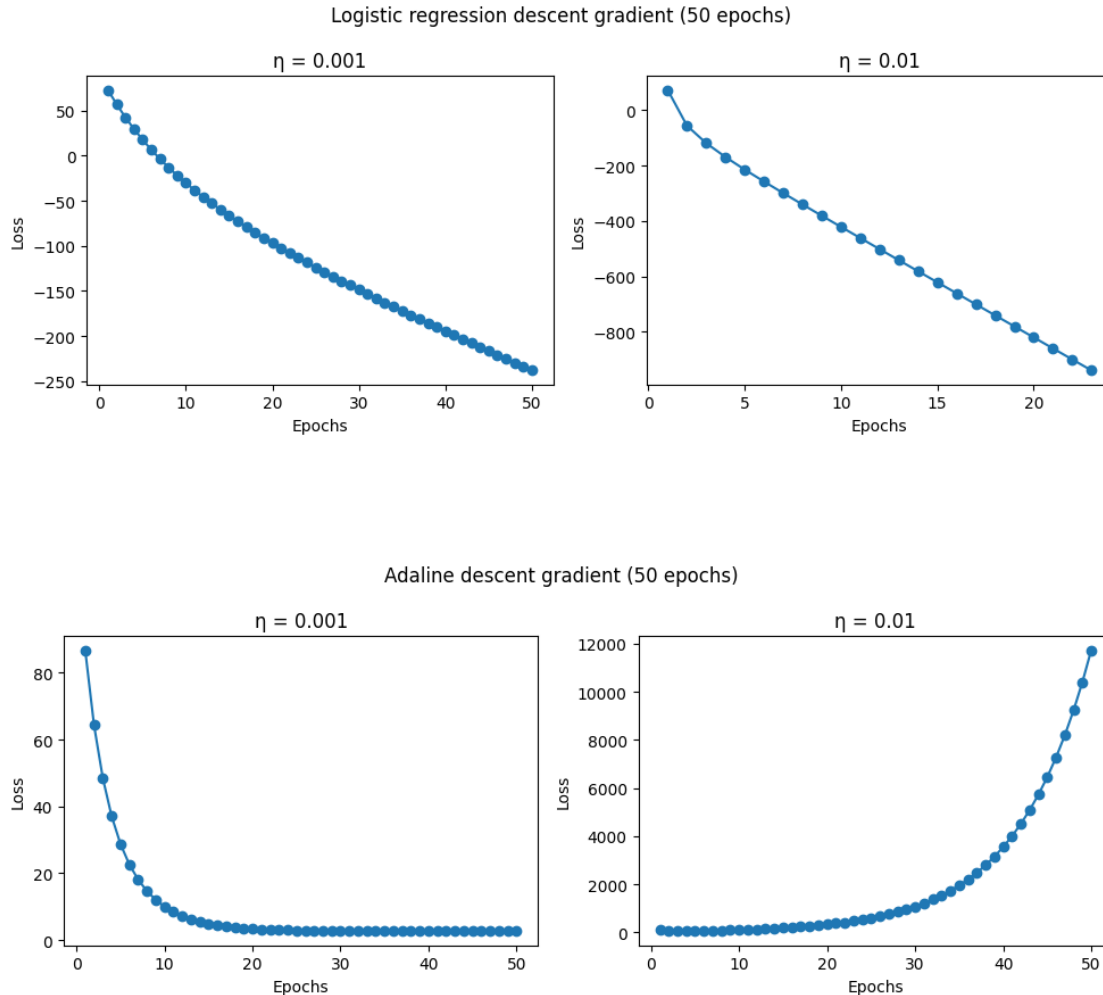 Logistic regression descent gradient (50 epochs)
η = 0.001
50
0
−50
−100
−150
−200
−250
Loss
0 10 20 30 40 50
Epochs
η = 0.01
0
−200
−400
−600
−800
Loss
0 5 10 15 20
Epochs
Adaline descent gradient (50 epochs)
η = 0.001
80
60
40
20
0
Loss
0 10 20 30 40 50
Epochs
η = 0.01
12000
10000
8000
6000
4000
2000
0
Loss
0 10 20 30 40 50
Epochs